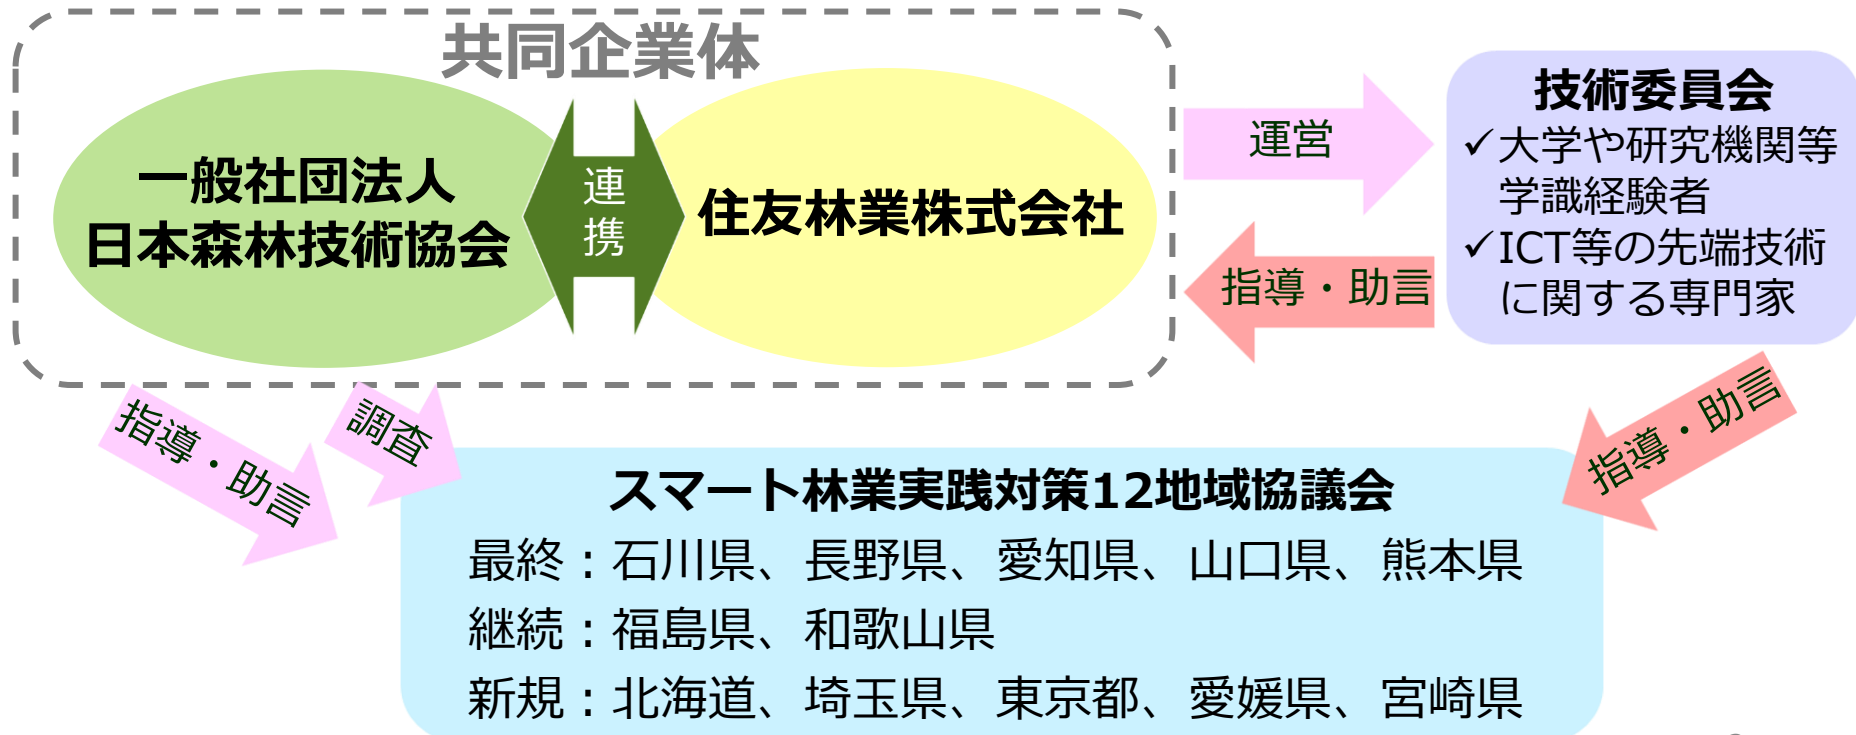 共同企業体
一般社団法人
日本森林技術協会
連
携
住友林業株式会社
運営
指導・助言
技術委員会
✓大学や研究機関等
学識経験者
✓ICT等の先端技術
に関する専門家
指導・助言
調査
指導・助言
スマート林業実践対策12地域協議会
最終：石川県、長野県、愛知県、山口県、熊本県
継続：福島県、和歌山県
新規：北海道、埼玉県、東京都、愛媛県、宮崎県